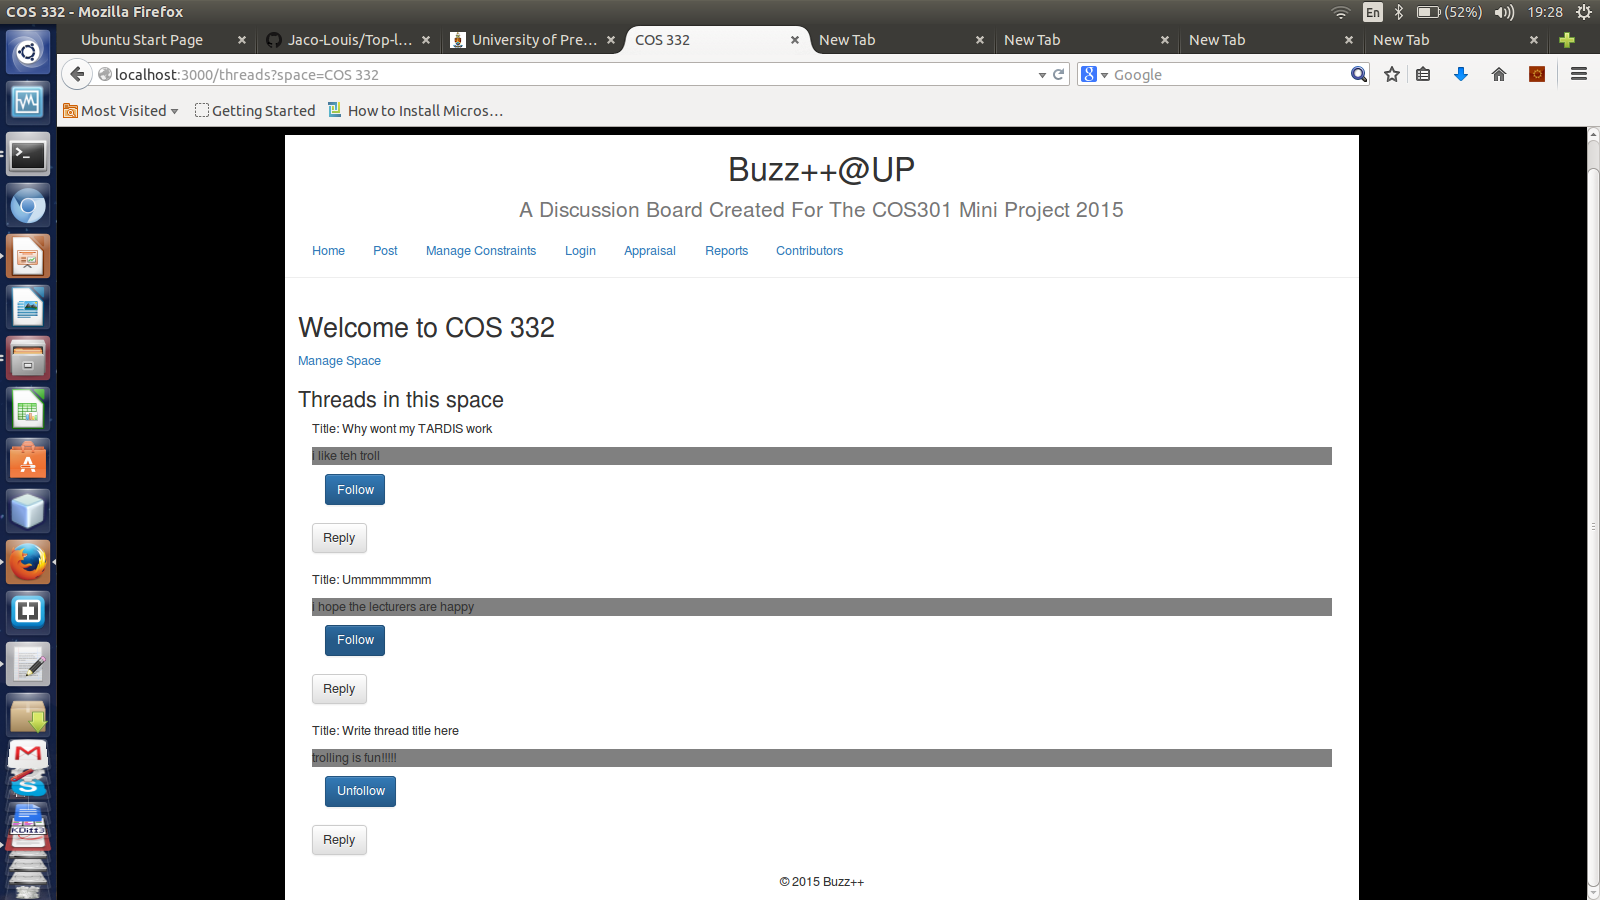 COS 332 - Mozilla Firefox
En
(52%)
19:28
Ubuntu Start Page
Jaco-Louis/Top-l...
University of Pre...
COS 332
New Tab
New Tab
New Tab
New Tab
localhost:3000/threads?space=COS 332
Google
Most Visited
Getting Started
How to Install Micros...
Buzz++@UP
A Discussion Board Created For The COS301 Mini Project 2015
Home
Post
Manage Constraints
Login
Appraisal
Reports
Contributors
Welcome to COS 332
Manage Space
Threads in this space
Title: Why wont my TARDIS work
i like teh troll
Follow
Reply
Title: Ummmmmmmm
i hope the lecturers are happy
Follow
Reply
Title: Write thread title here
trolling is fun!!!!!
Unfollow
Reply
© 2015 Buzz++
KDiff3